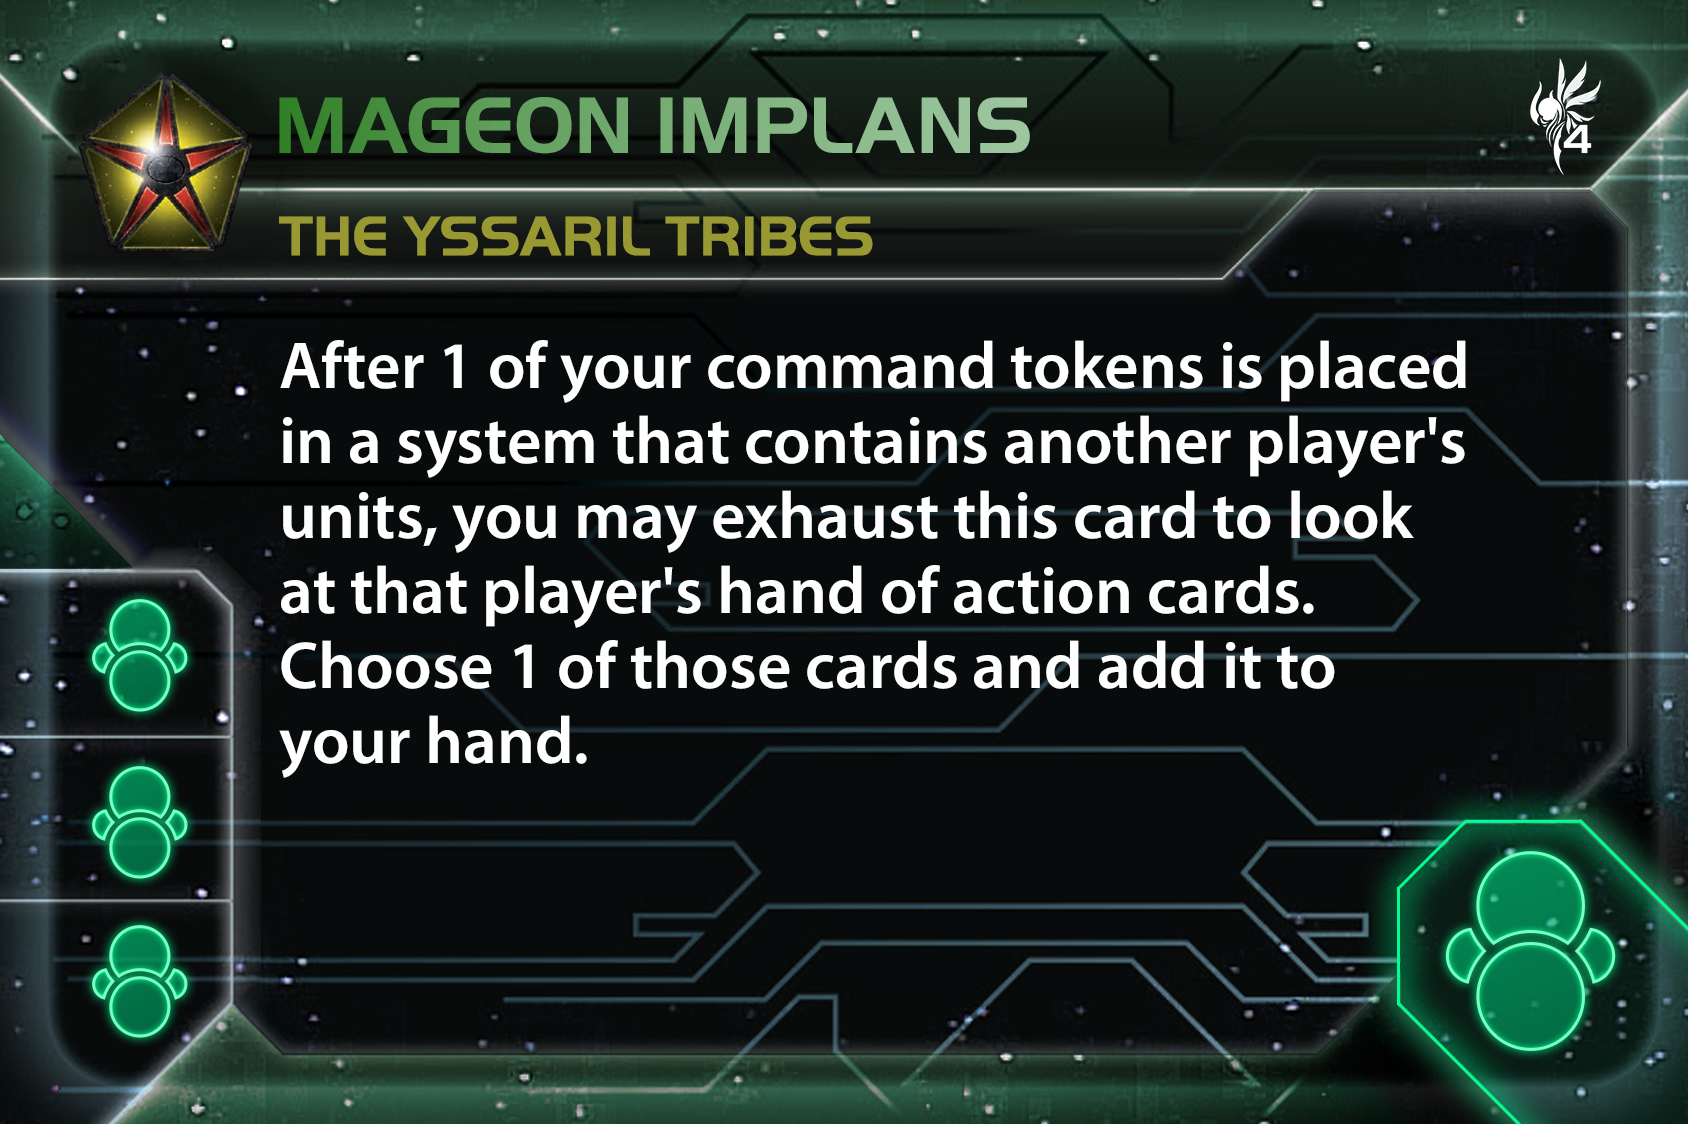 MAGEON IMPLANS
4
THE YSSARIL TRIBES
After 1 of your command tokens is placed
in a system that contains another player's
units, you may exhaust this card to look
at that player's hand of action cards.
Choose 1 of those cards and add it to
your hand.